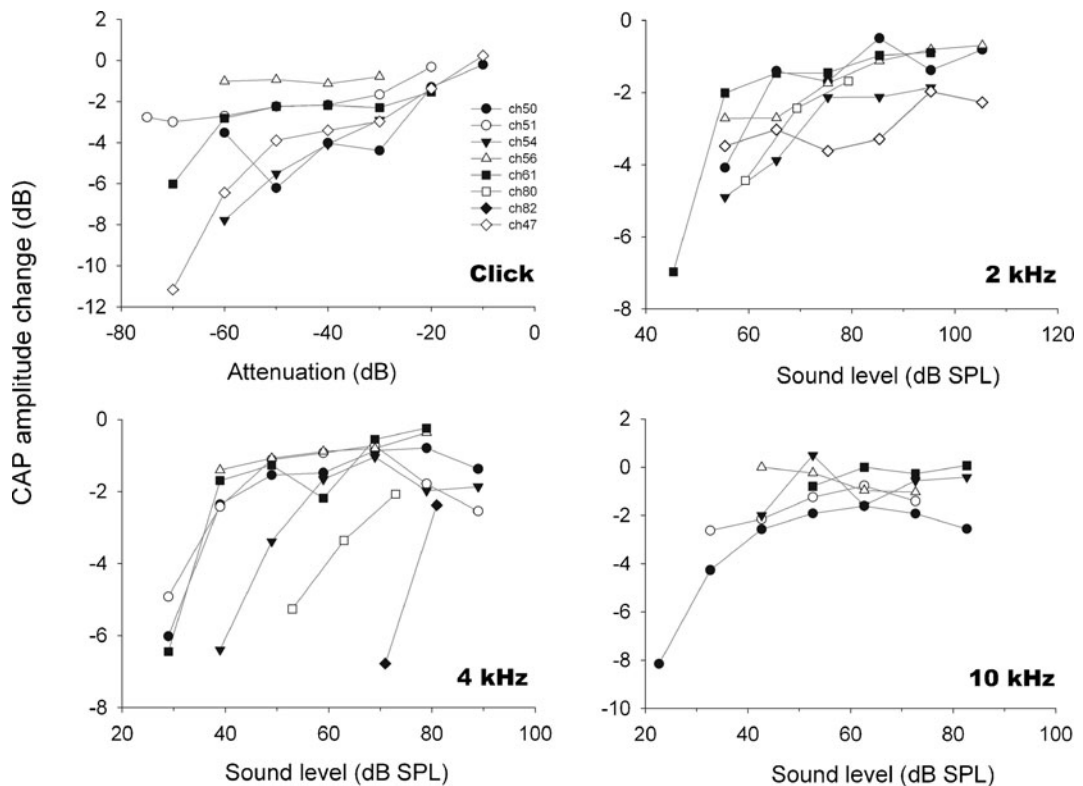 CAP amplitude change (dB)
2
0
-2
-4
-6
-8
-10
-12
-80 -60 -40 -20 0
Attenuation (dB)
ch50
ch51
ch54
ch56
ch61
ch80
ch82
ch47
Click
0
-2
-4
-6
-8
40 60 80 100 120
Sound level (dB SPL)
2 kHz
0
-2
-4
-6
-8
20 40 60 80 100
Sound level (dB SPL)
4 kHz
2
0
-2
-4
-6
-8
-10
20 40 60 80 100
Sound level (dB SPL)
10 kHz